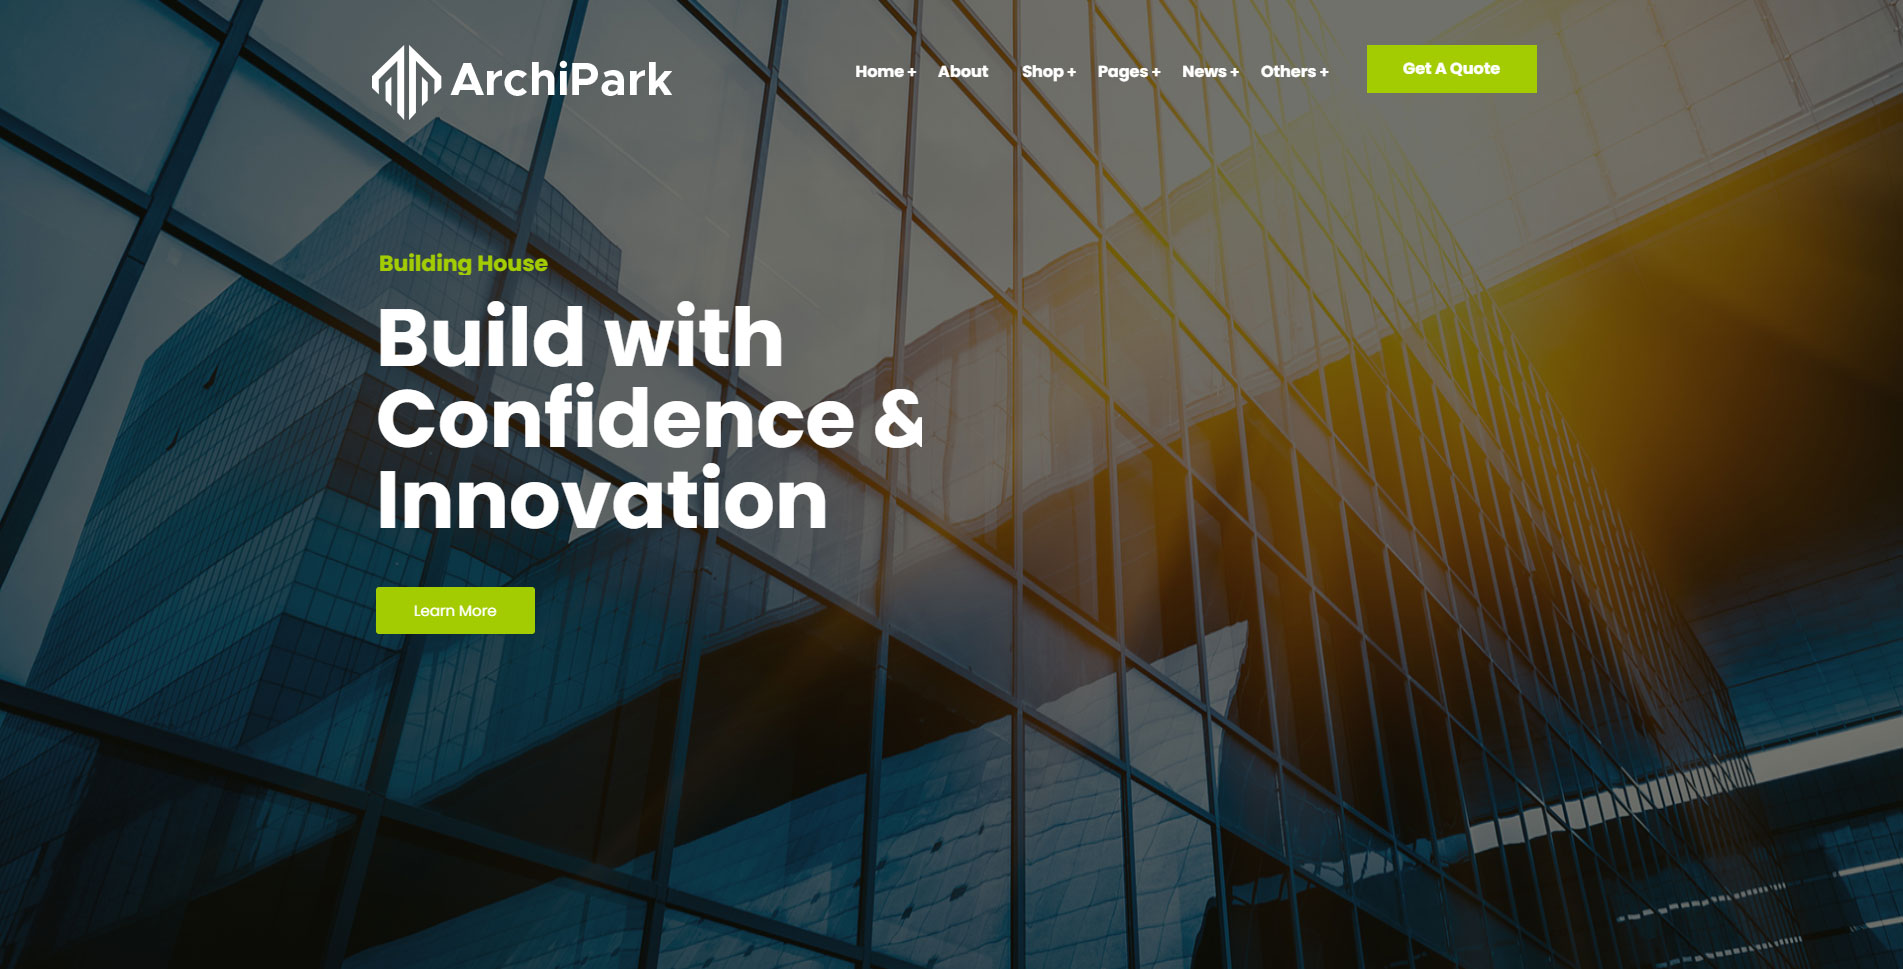 ArchiPark
Home + About Shop + Pages + News + Others + Get A Quote
Building House
Build with
Confidence &
Innovation
Learn More